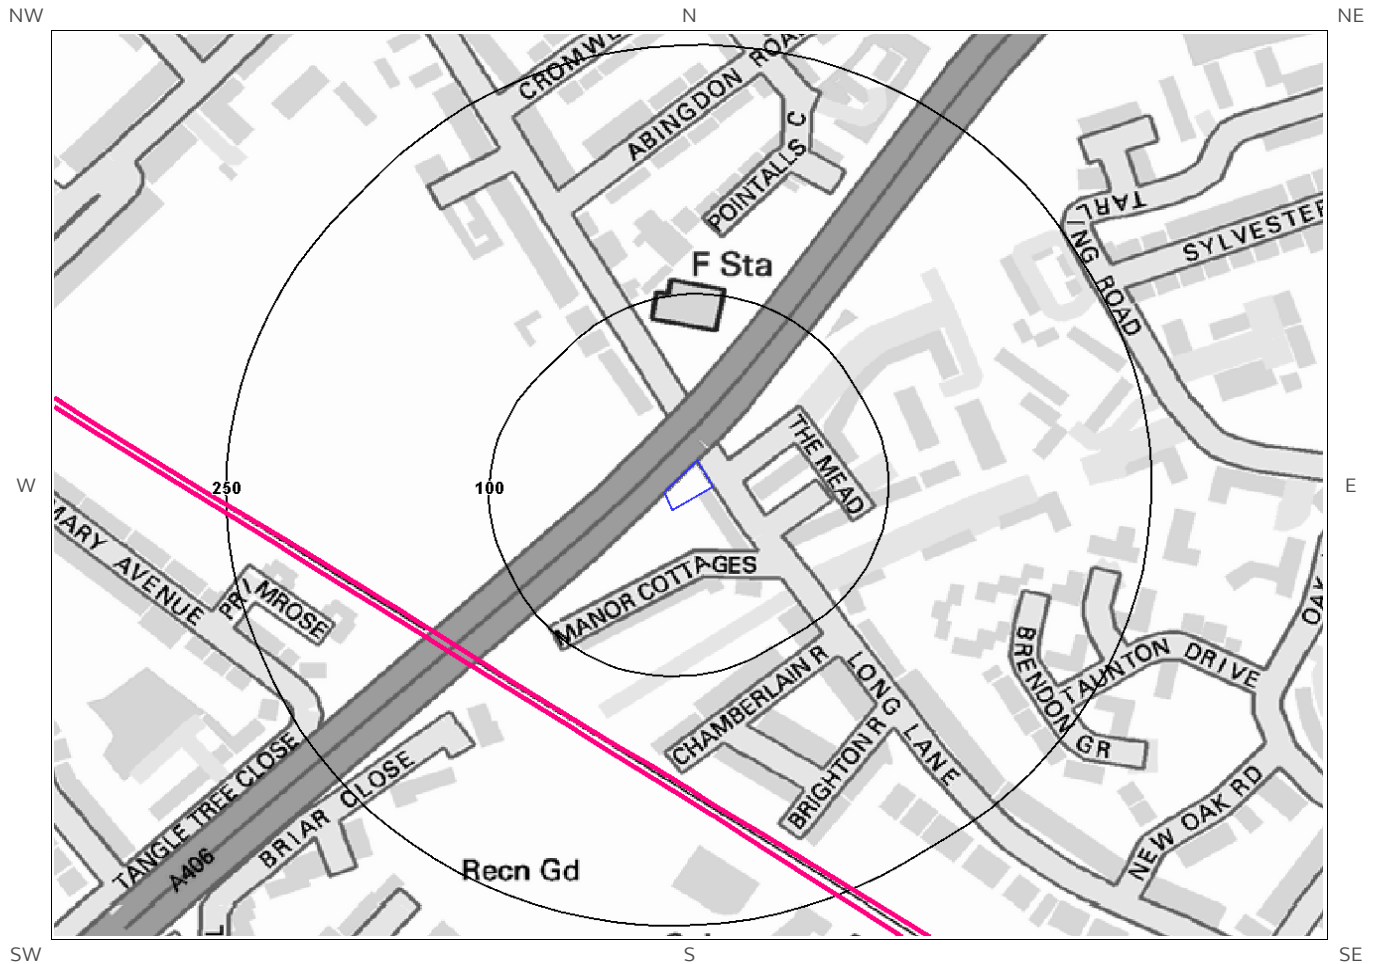 NW
N
NE
CROMWE
ABINGDON ROA
POINTALLS C
F Sta
TARLING ROAD
SYLVESTER
THE MEAD
W
250
100
E
MARY AVENUE
PRIMROSE
MANOR COTTAGES
CHAMBERLAIN R
LONG LANE
BRIGHTON R
BRENDON GR
TAUNTON DRIVE
OAK
NEW OAK RD
TANGLE TREE CLOSE
BRIAR CLOSE
A406
Recn Gd
SW
S
SE